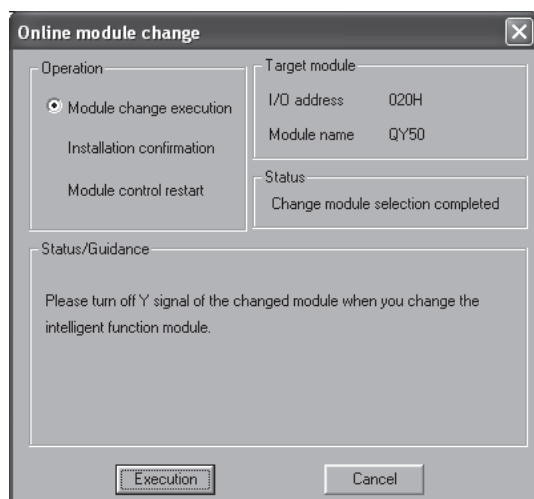 Online module change
Operation
Module change execution
Installation confirmation
Module control restart
Target module
I/O address 020H
Module name QY50
Status
Change module selection completed
Status/Guidance
Please turn off Y signal of the changed module when you change the
intelligent function module.
Execution
Cancel